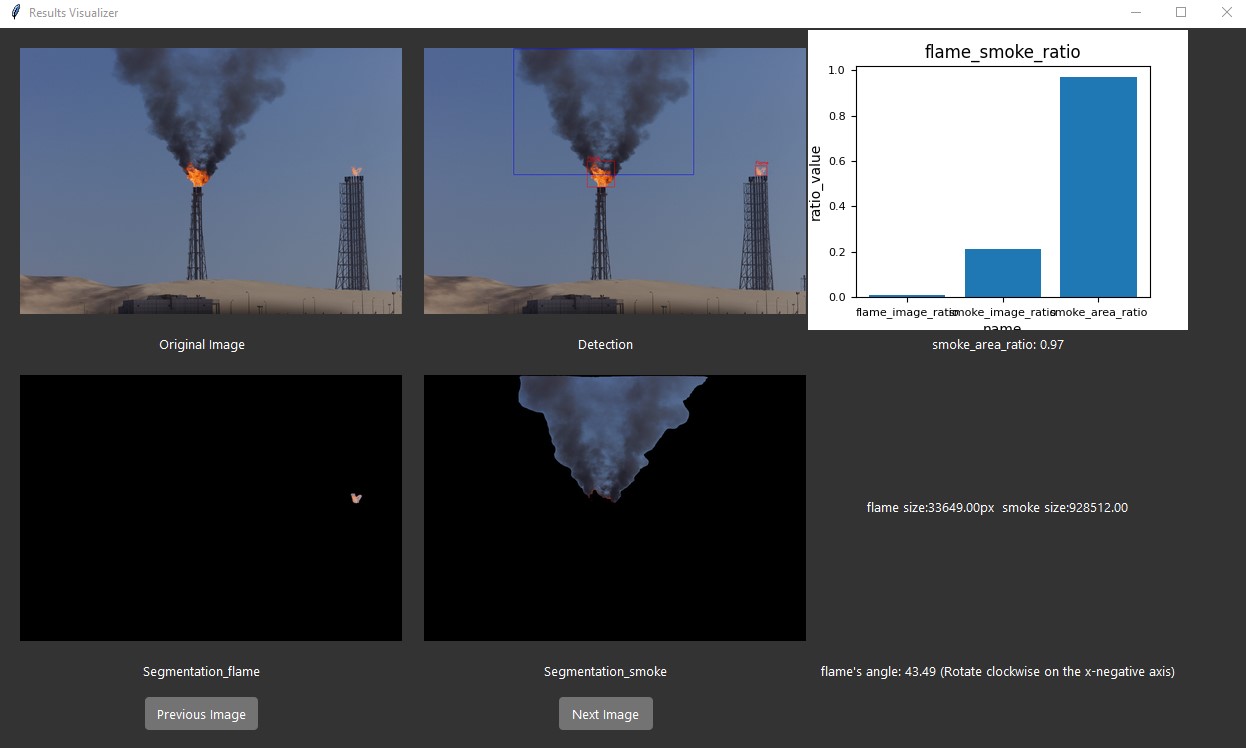 Results Visualizer
flame_smoke_ratio
1.0
0.8
0.6
0.4
0.2
0.0
ratio_value
flame_image_ratio
smoke_image_ratio
smoke_area_ratio
name
Original Image
Detection
smoke_area_ratio: 0.97
flame size:33649.00px smoke size:928512.00
Segmentation_flame
Segmentation_smoke
flame's angle: 43.49 (Rotate clockwise on the x-negative axis)
Previous Image
Next Image